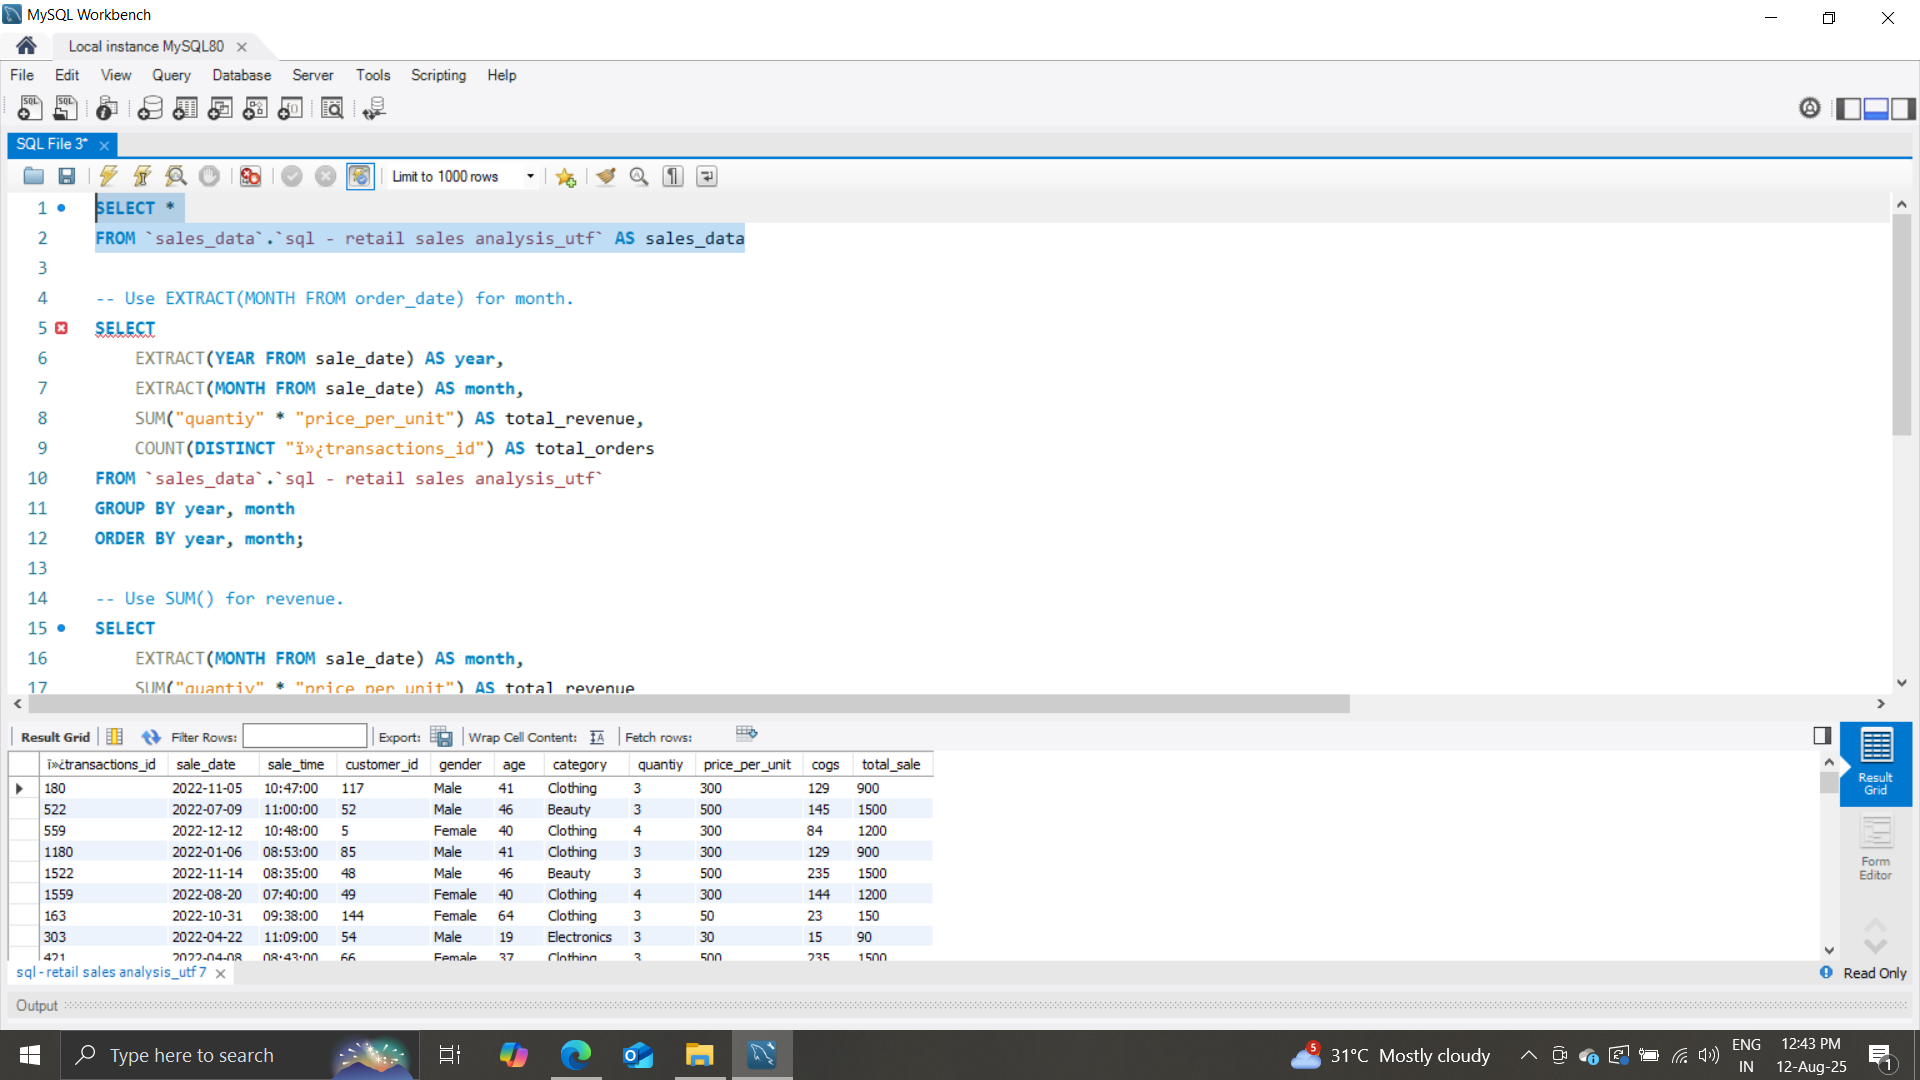 MySQL Workbench
Local instance MySQL80
File Edit View Query Database Server Tools Scripting Help
SQL File 3*
Limit to 1000 rows
1 SELECT *
2 FROM `sales_data`.`sql - retail sales analysis_utf` AS sales_data
3
4 -- Use EXTRACT(MONTH FROM order_date) for month.
5 SELECT
6 EXTRACT(YEAR FROM sale_date) AS year,
7 EXTRACT(MONTH FROM sale_date) AS month,
8 SUM("quantiy" * "price_per_unit") AS total_revenue,
9 COUNT(DISTINCT "ï»¿transactions_id") AS total_orders
10 FROM `sales_data`.`sql - retail sales analysis_utf`
11 GROUP BY year, month
12 ORDER BY year, month;
13
14 -- Use SUM() for revenue.
15 SELECT
16 EXTRACT(MONTH FROM sale_date) AS month,
17 SUM("quantiy" * "price_per_unit") AS total_revenue
Result Grid Filter Rows: Export: Wrap Cell Content: Fetch rows:
ï»¿transactions_id sale_date sale_time customer_id gender age category quantiy price_per_unit cogs total_sale
180 2022-11-05 10:47:00 117 Male 41 Clothing 3 300 129 900
522 2022-07-09 11:00:00 52 Male 46 Beauty 3 500 145 1500
559 2022-12-12 10:48:00 5 Female 40 Clothing 4 300 84 1200
1180 2022-01-06 08:53:00 85 Male 41 Clothing 3 300 129 900
1522 2022-11-14 08:35:00 48 Male 46 Beauty 3 500 235 1500
1559 2022-08-20 07:40:00 49 Female 40 Clothing 4 300 144 1200
163 2022-10-31 09:38:00 144 Female 64 Clothing 3 50 23 150
303 2022-04-22 11:09:00 54 Male 19 Electronics 3 30 15 90
421 2022-04-08 08:43:00 66 Female 37 Clothing 3 500 235 1500
Result
Grid
Form
Editor
sql - retail sales analysis_utf 7
Read Only
Output
Type here to search
5
31°C Mostly cloudy
ENG
IN
12:43 PM
12-Aug-25
1